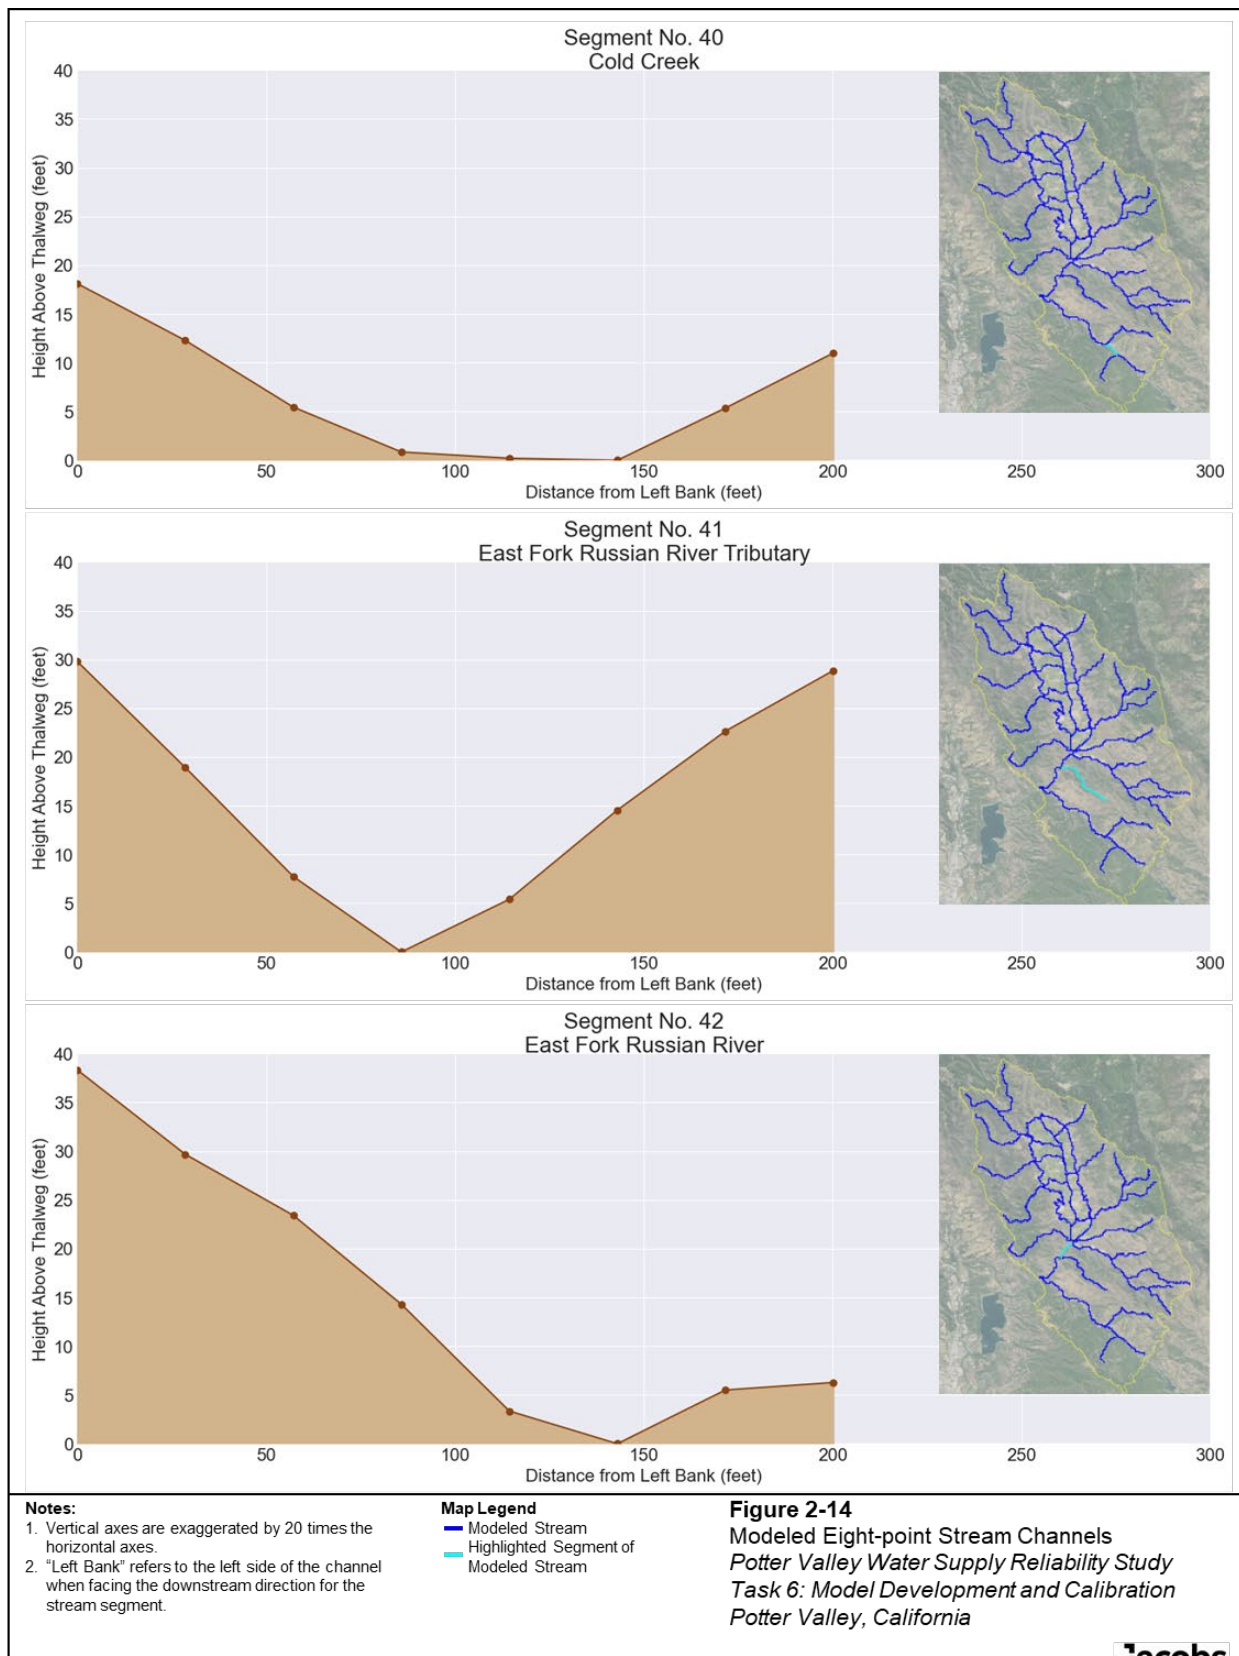 Segment No. 40
Cold Creek
40
35
30
25
20
15
10
5
0
Height Above Thalweg (feet)
0 50 100 150 200 250 300
Distance from Left Bank (feet)
Segment No. 41
East Fork Russian River Tributary
40
35
30
25
20
15
10
5
0
Height Above Thalweg (feet)
0 50 100 150 200 250 300
Distance from Left Bank (feet)
Segment No. 42
East Fork Russian River
40
35
30
25
20
15
10
5
0
Height Above Thalweg (feet)
0 50 100 150 200 250 300
Distance from Left Bank (feet)
Notes:
1. Vertical axes are exaggerated by 20 times the
horizontal axes.
2. “Left Bank” refers to the left side of the channel
when facing the downstream direction for the
stream segment.
Map Legend
Modeled Stream
Highlighted Segment of
Modeled Stream
Figure 2-14
Modeled Eight-point Stream Channels
Potter Valley Water Supply Reliability Study
Task 6: Model Development and Calibration
Potter Valley, California
Jacobs